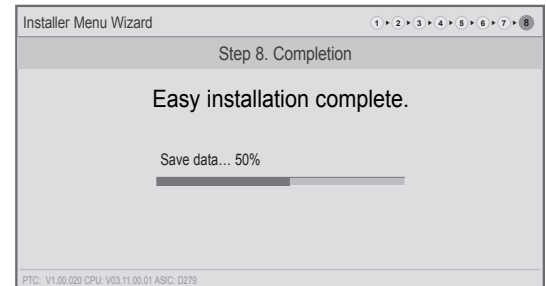 Installer Menu Wizard
1 2 3 4 5 6 7 8
Step 8. Completion
Easy installation complete.
Save data… 50%
PTC: V1.00.020 CPU: V03.11.00.01 ASIC: D279